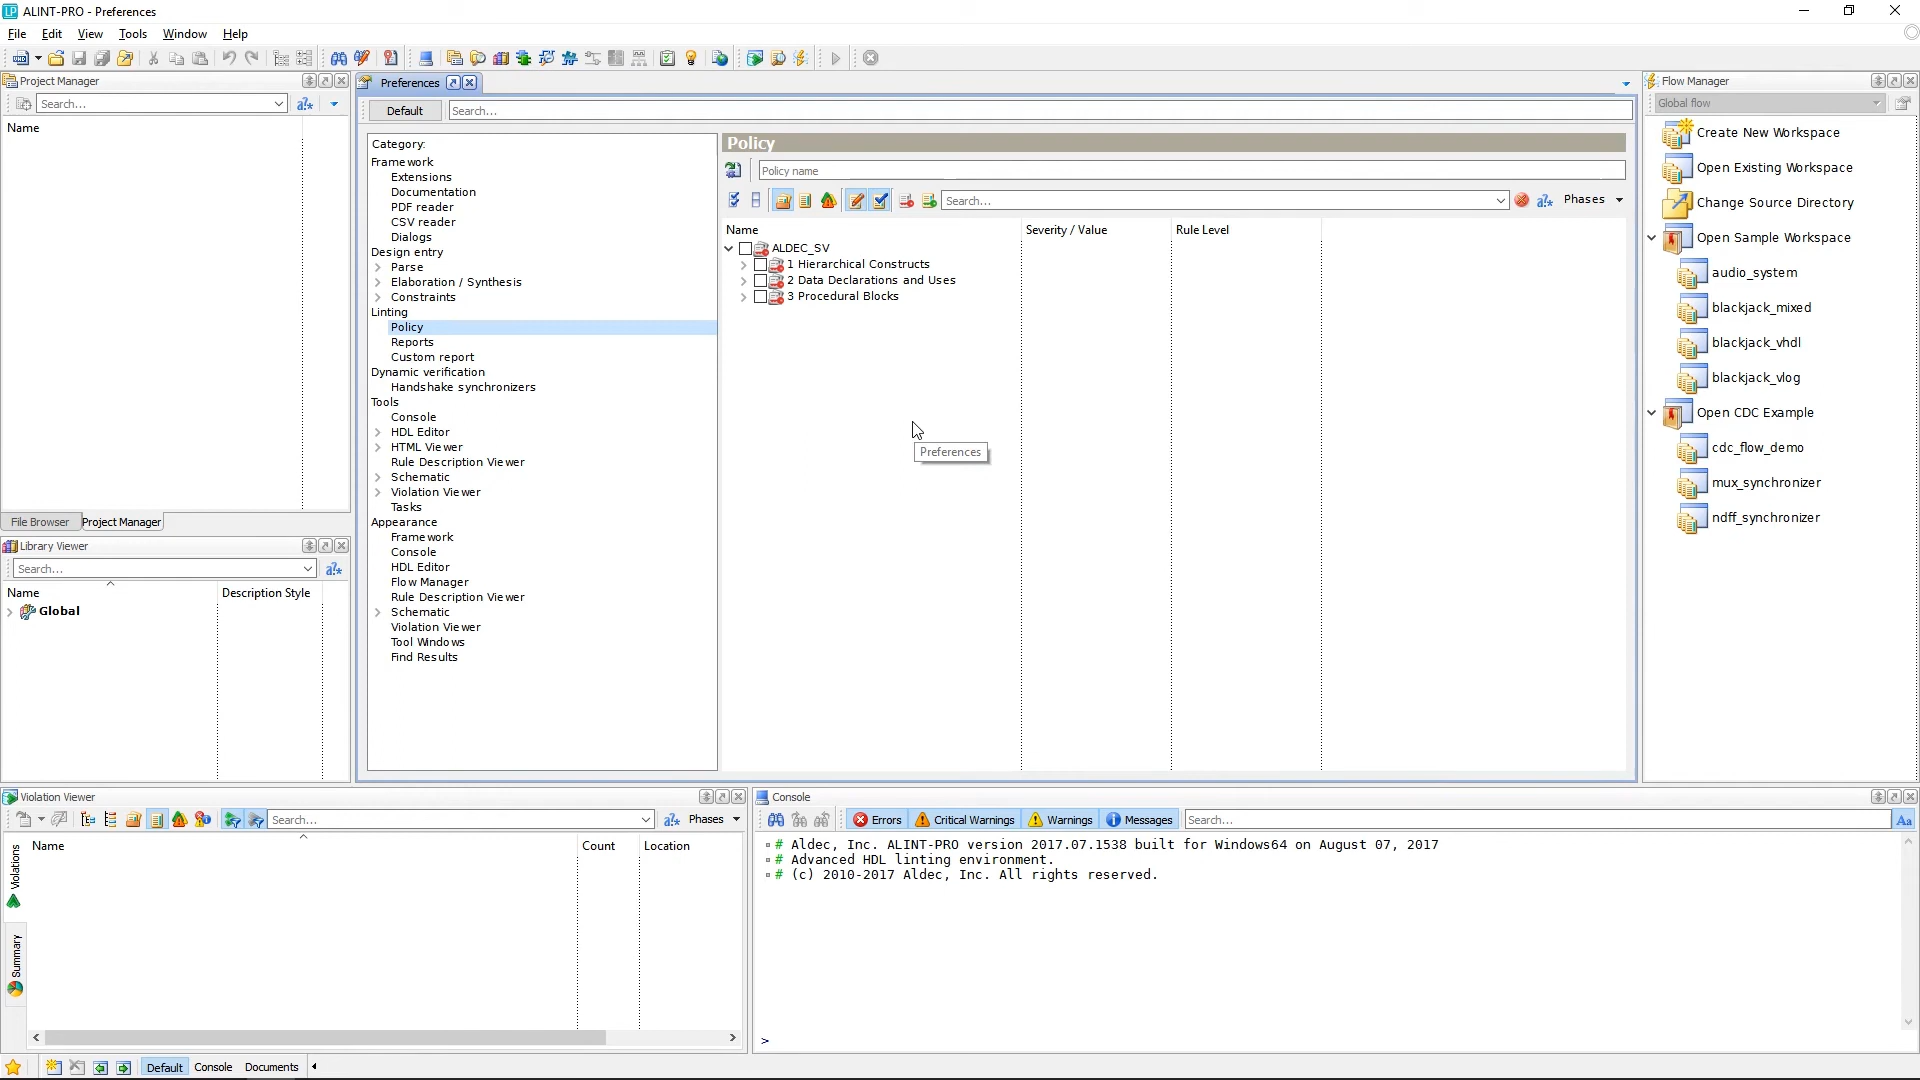 ALINT-PRO - Preferences
File Edit View Tools Window Help
Project Manager
Search...
Name
File Browser Project Manager
Library Viewer
Search...
Name Description Style
Global
Preferences
Default Search...
Category:
Framework
Extensions
Documentation
PDF reader
CSV reader
Dialogs
Design entry
Parse
Elaboration / Synthesis
Constraints
Linting
Policy
Reports
Custom report
Dynamic verification
Handshake synchronizers
Tools
Console
HDL Editor
HTML Viewer
Rule Description Viewer
Schematic
Violation Viewer
Tasks
Appearance
Framework
Console
HDL Editor
Flow Manager
Rule Description Viewer
Schematic
Violation Viewer
Tool Windows
Find Results
Policy
Policy name
Search... Phases
Name Severity / Value Rule Level
ALDEC_SV
1 Hierarchical Constructs
2 Data Declarations and Uses
3 Procedural Blocks
Preferences
Flow Manager
Global flow
Create New Workspace
Open Existing Workspace
Change Source Directory
Open Sample Workspace
audio_system
blackjack_mixed
blackjack_vhdl
blackjack_vlog
Open CDC Example
cdc_flow_demo
mux_synchronizer
ndff_synchronizer
Violation Viewer
Search... Phases
Name Count Location
Violations
Summary
Console
Errors Critical Warnings Warnings Messages Search... Aa
# Aldec, Inc. ALINT-PRO version 2017.07.1538 built for Windows64 on August 07, 2017
# Advanced HDL linting environment.
# (c) 2010-2017 Aldec, Inc. All rights reserved.
>
Default Console Documents